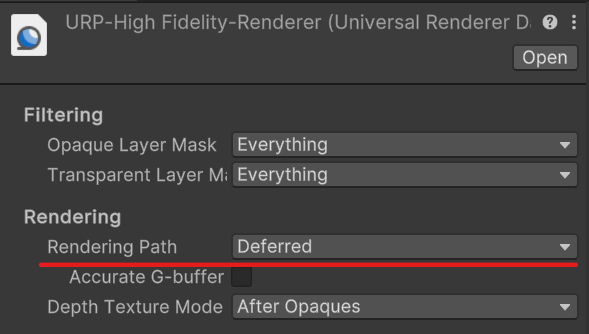 URP-High Fidelity-Renderer (Universal Renderer D
Open
Filtering
Opaque Layer Mask Everything
Transparent Layer Ma Everything
Rendering
Rendering Path Deferred
Accurate G-buffer
Depth Texture Mode After Opaques